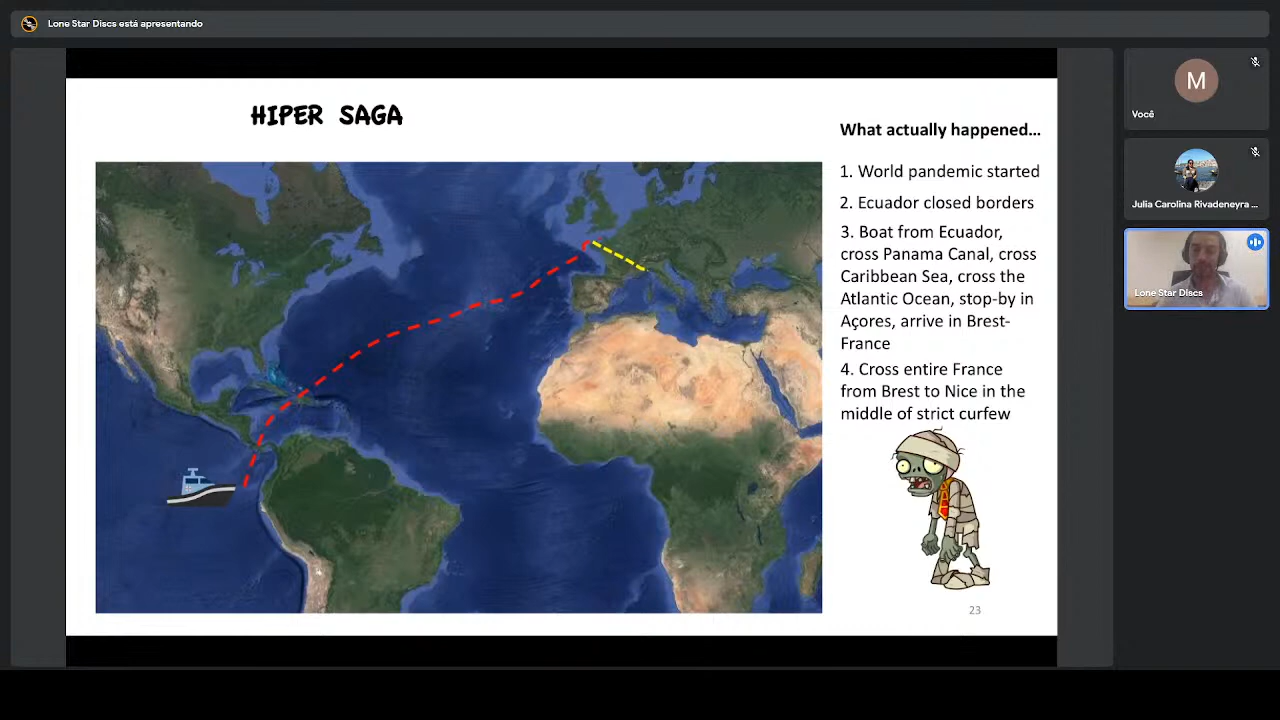 Lone Star Discs está apresentando
HIPER SAGA
What actually happened...
1. World pandemic started
2. Ecuador closed borders
3. Boat from Ecuador,
cross Panama Canal, cross
Caribbean Sea, cross the
Atlantic Ocean, stop-by in
Açores, arrive in Brest-
France
4. Cross entire France
from Brest to Nice in the
middle of strict curfew
23
M
Você
Julia Carolina Rivadeneyra ...
Lone Star Discs